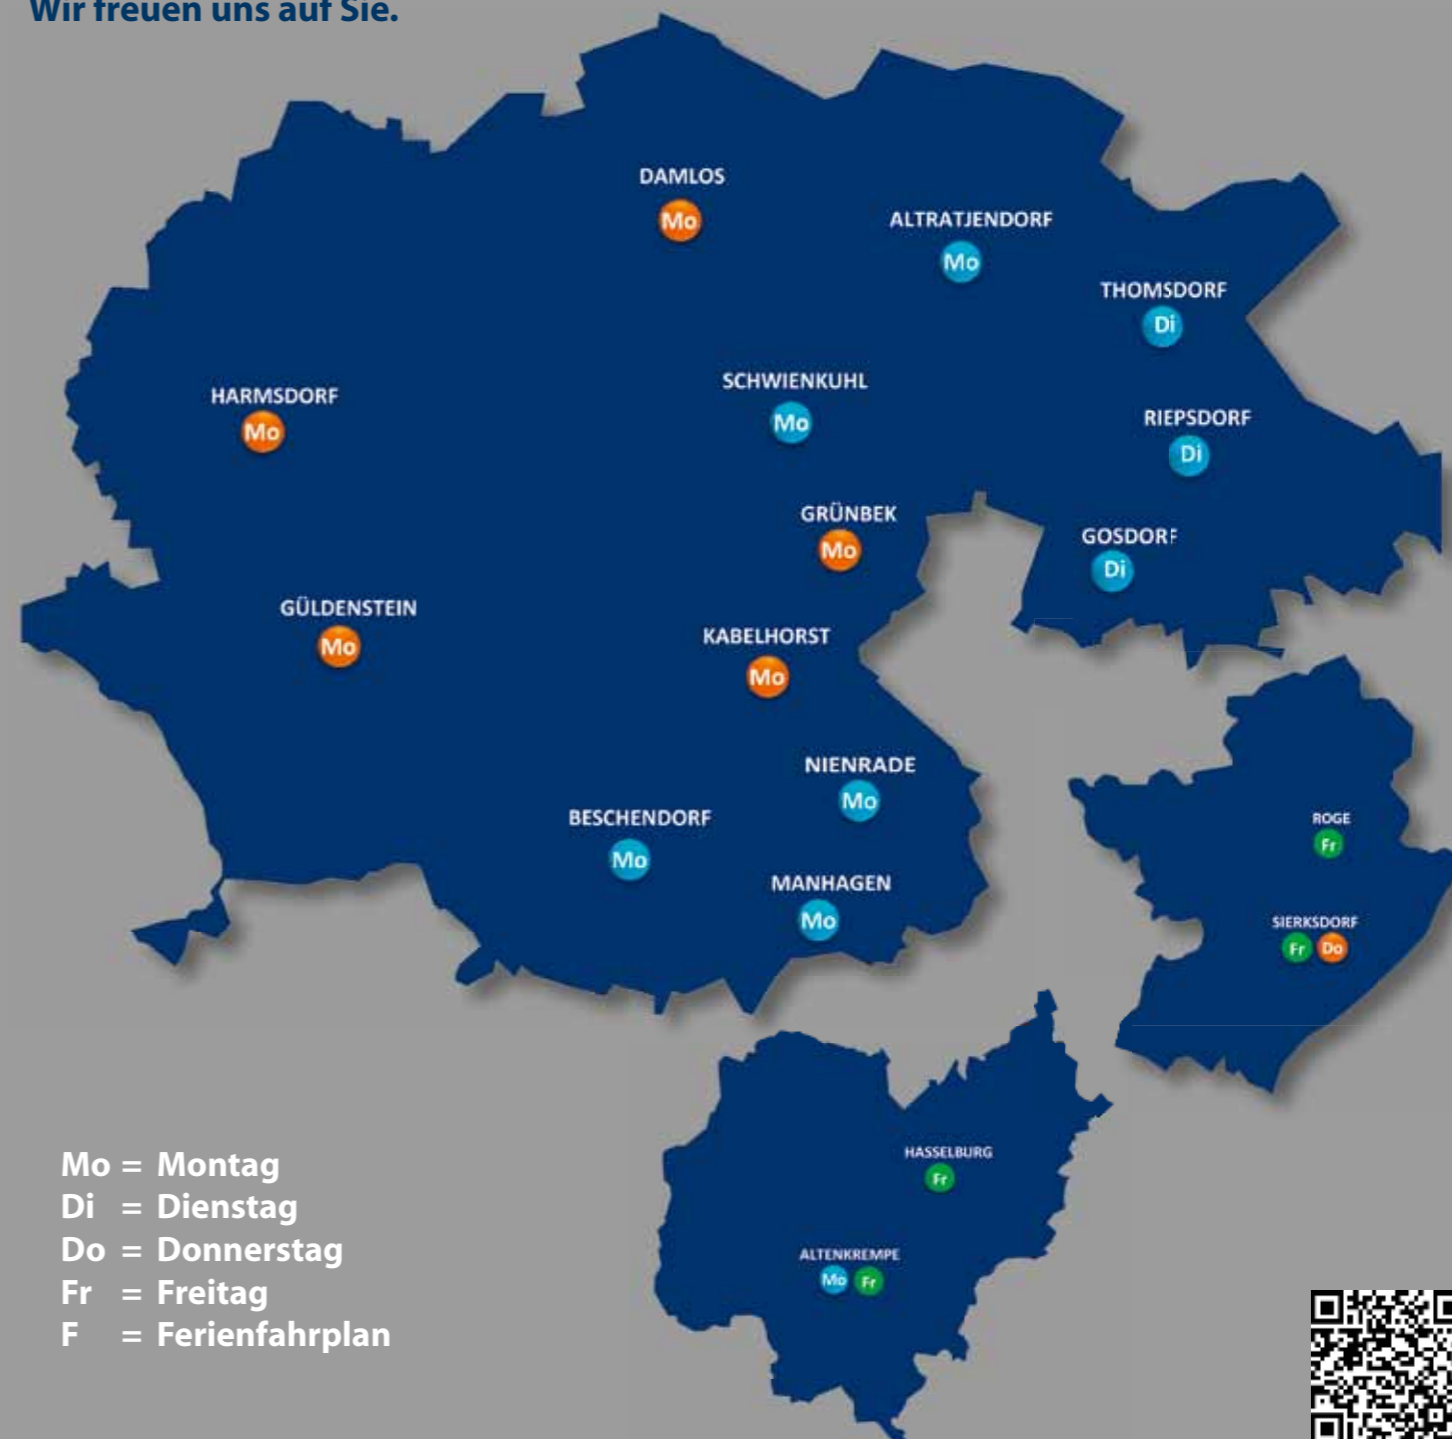 Wir freuen uns auf Sie.
DAMLOS
Mo
ALTRATJENDORF
Mo
THOMSDORF
Di
HARMSDORF
Mo
SCHWIENKUHL
Mo
RIEPSDORF
Di
GRÜNBEK
Mo
GOSDORF
Di
GÜLDENSTEIN
Mo
KABELHORST
Mo
NIENRADE
Mo
BESCHENDORF
Mo
MANHAGEN
Mo
ROGE
Fr
SIERKSDORF
Fr Do
HASSELBURG
Fr
ALTENKREMPE
Mo Fr
Mo = Montag
Di = Dienstag
Do = Donnerstag
Fr = Freitag
F = Ferienfahrplan